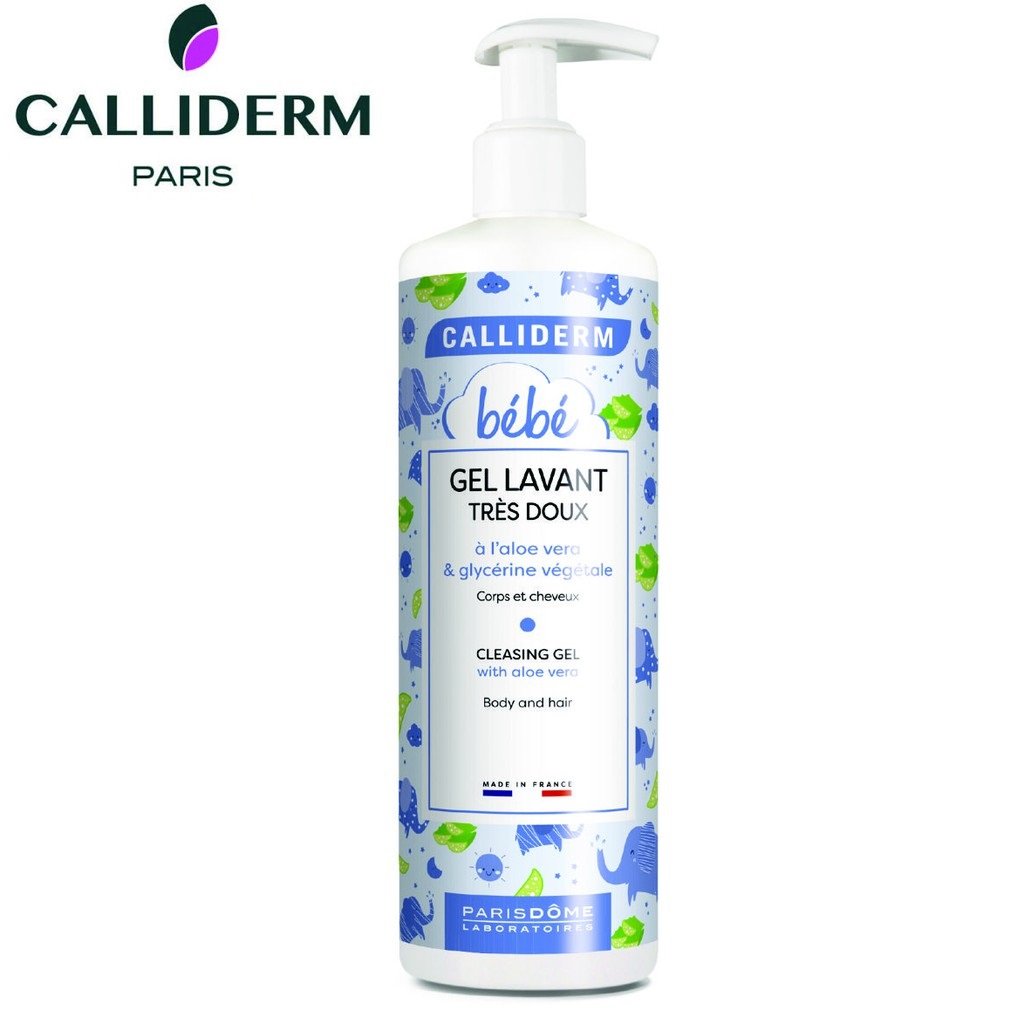 CALLIDERM
PARIS
CALLIDERM
bébé
GEL LAVANT
TRÈS DOUX
à l'aloe vera
& glycérine végétale
Corps et cheveux
CLEASING GEL
with aloe vera
Body and hair
MADE IN FRANCE
PARISDÔME
LABORATOIRES